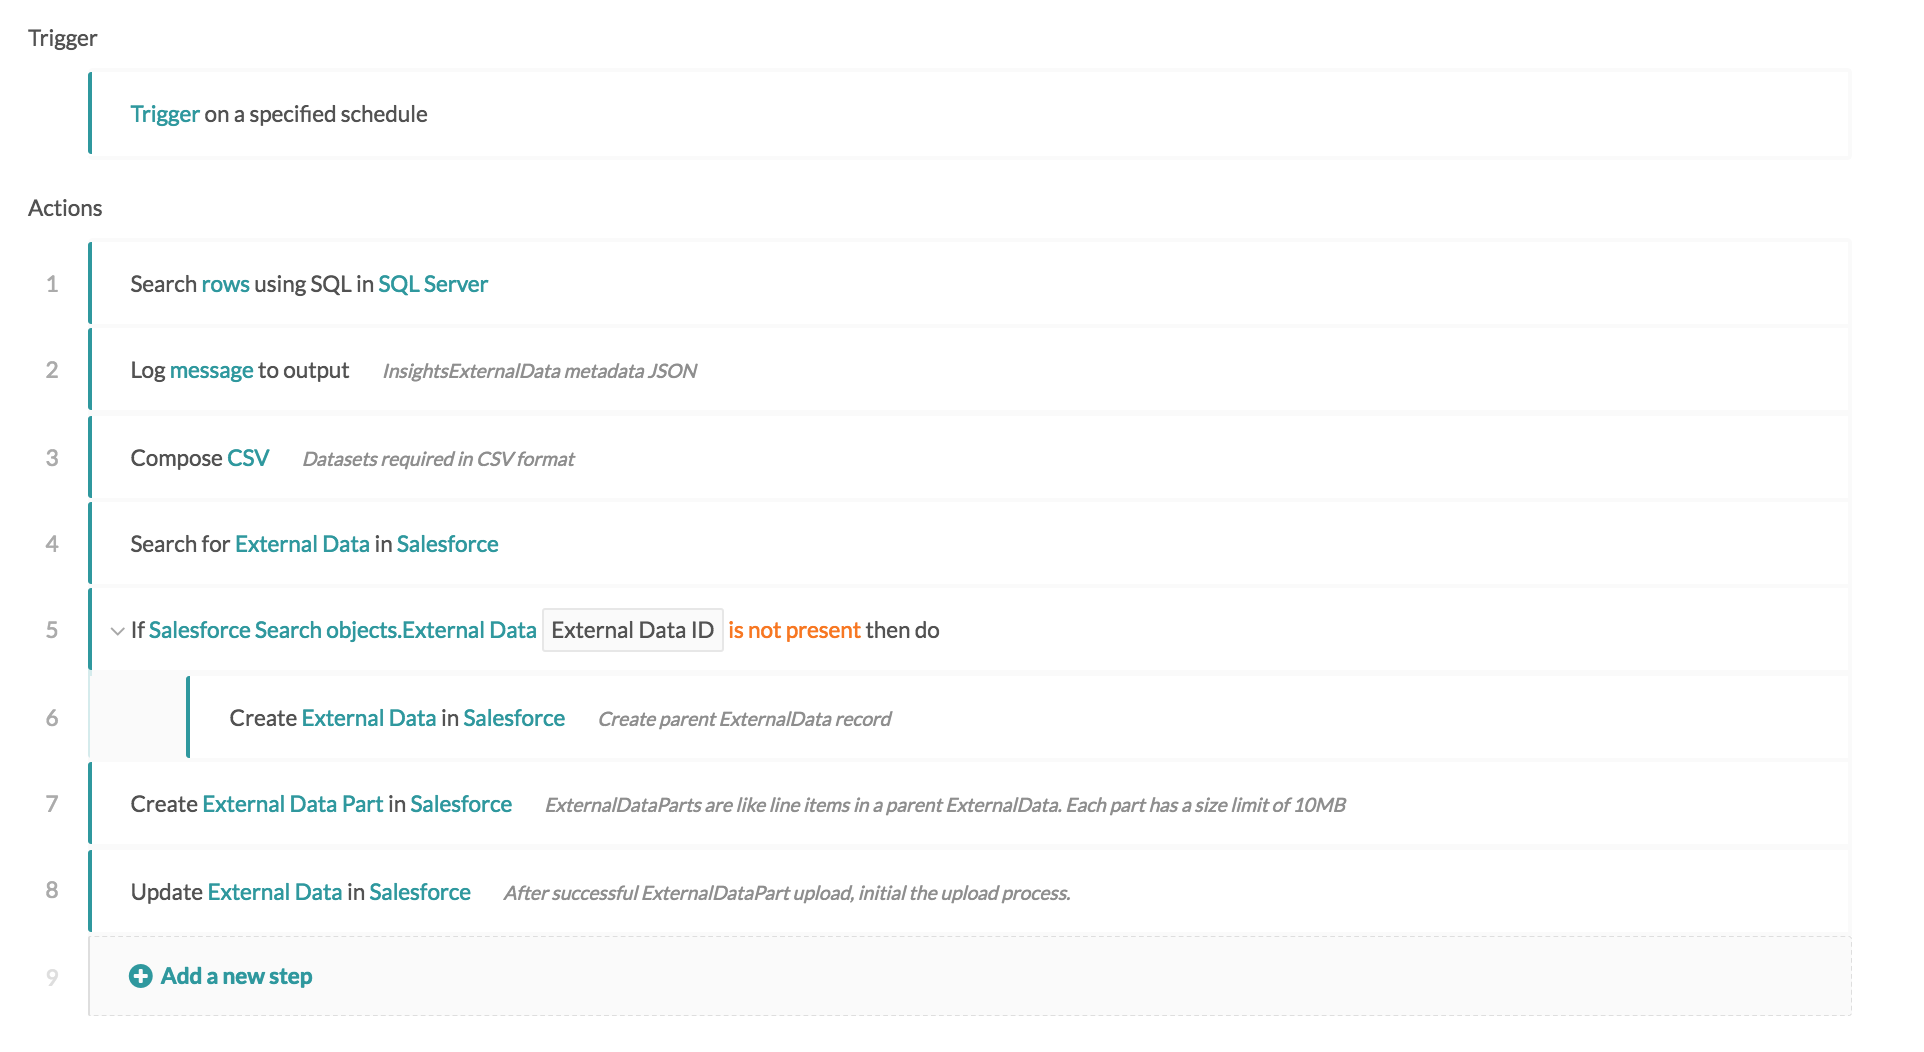 Trigger
Trigger on a specified schedule
Actions
1 Search rows using SQL in SQL Server
2 Log message to output InsightsExternalData metadata JSON
3 Compose CSV Datasets required in CSV format
4 Search for External Data in Salesforce
5 If Salesforce Search objects.External Data External Data ID is not present then do
6 Create External Data in Salesforce Create parent ExternalData record
7 Create External Data Part in Salesforce ExternalDataParts are like line items in a parent ExternalData. Each part has a size limit of 10MB
8 Update External Data in Salesforce After successful ExternalDataPart upload, initial the upload process.
9 Add a new step